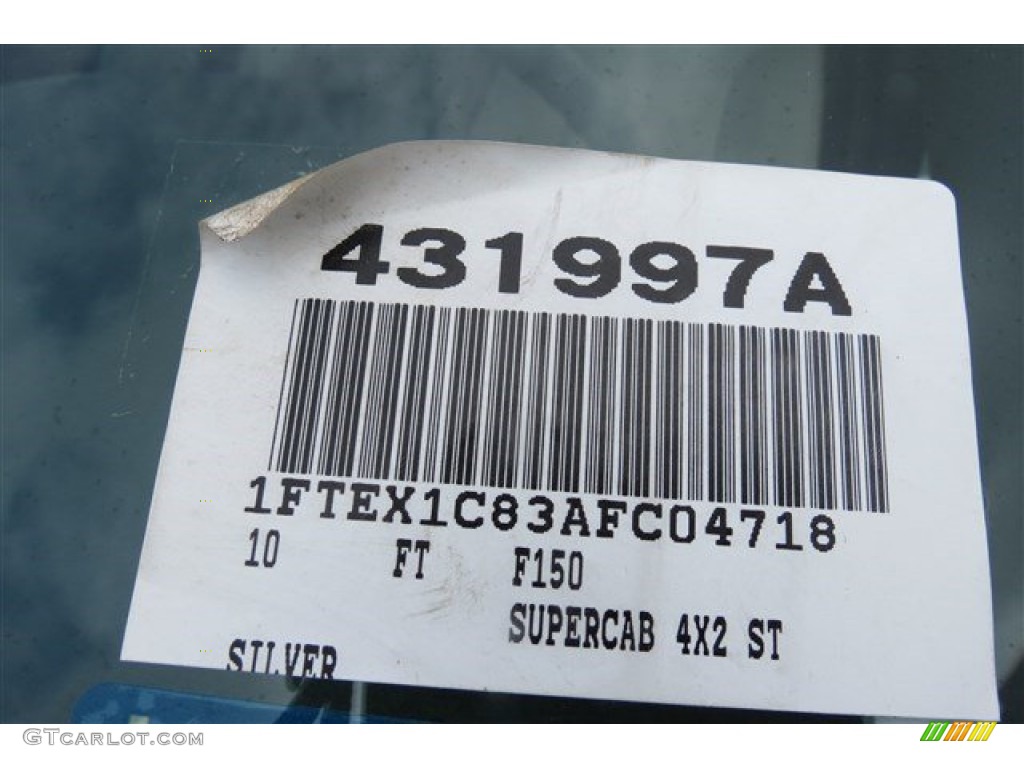 431997A
1FTEX1C83AFC04718
10 FT F150
SUPERCAB 4X2 ST
SILVER
GTCARLOT.COM